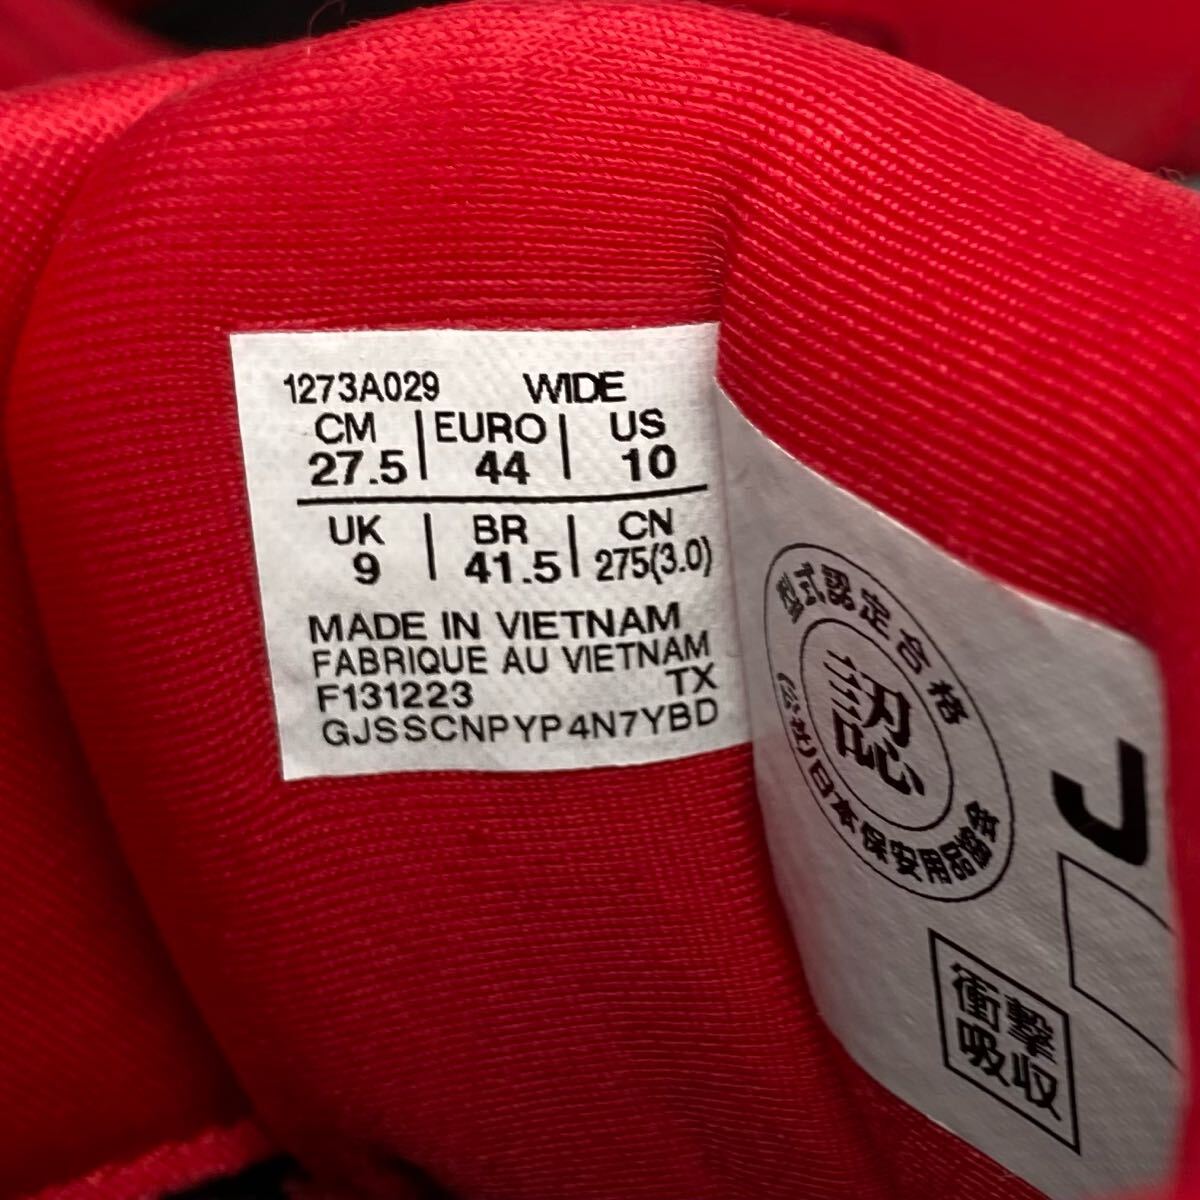 1273A029 WIDE
CM EURO US
27.5 44 10
UK BR CN
9 41.5 275(3.0)
MADE IN VIETNAM
FABRIQUE AU VIETNAM
F131223 TX
GJSSCNPYP4N7YBD
型式認定合格
認
(公社)日本保安用品協会
J
衝撃
吸収